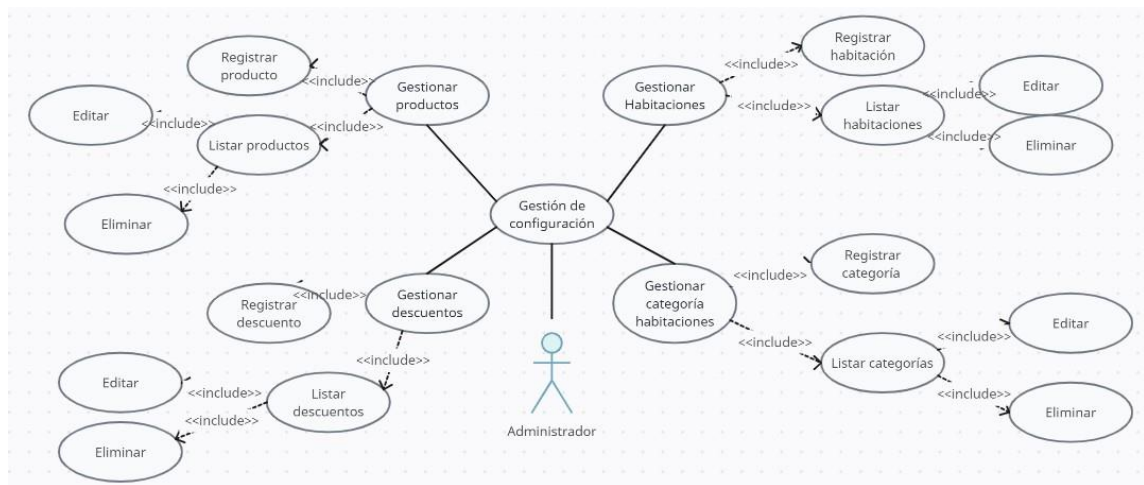 Registrar
producto
<<include>>
Gestionar
productos
Editar
<<include>>
<<include>>
Listar productos
<<include>>
Eliminar
Registrar
habitación
<<include>>
Gestionar
Habitaciones
<<include>>
Listar
habitaciones
<<include>>
Editar
<<include>>
Eliminar
Gestión de
configuración
Gestionar
descuentos
<<include>>
Registrar
descuento
<<include>>
Listar
descuentos
<<include>>
Editar
<<include>>
Eliminar
Gestionar
categoría
habitaciones
<<include>>
Registrar
categoría
<<include>>
Listar categorías
<<include>>
Editar
<<include>>
Eliminar
Administrador